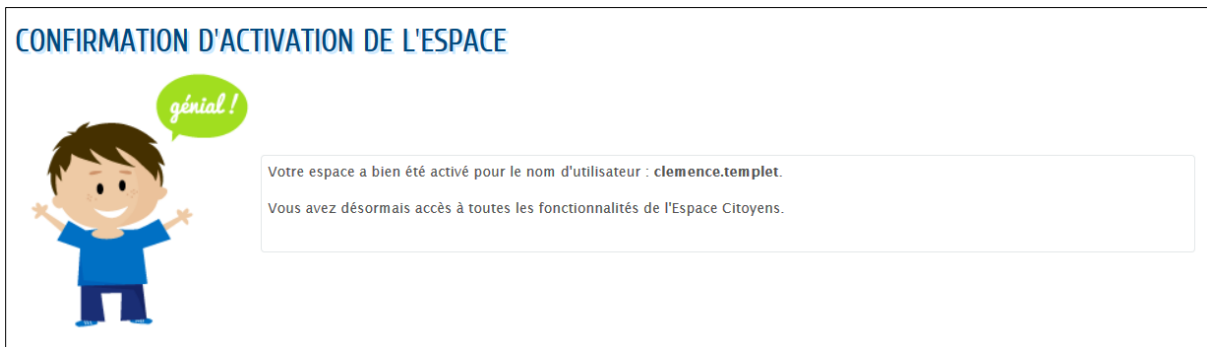 CONFIRMATION D'ACTIVATION DE L'ESPACE
génial !
Votre espace a bien été activé pour le nom d'utilisateur : clemence.templet.
Vous avez désormais accès à toutes les fonctionnalités de l'Espace Citoyens.